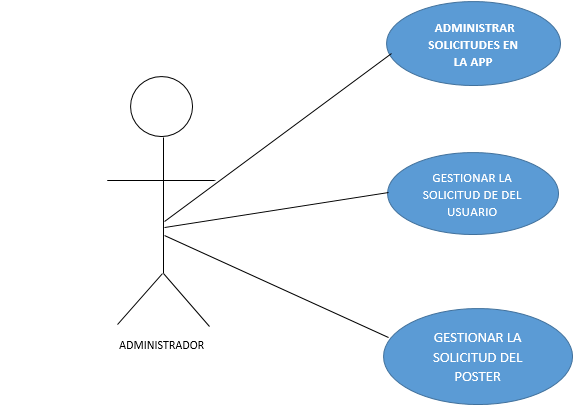 ADMINISTRAR
SOLICITUDES EN
LA APP
GESTIONAR LA
SOLICITUD DE DEL
USUARIO
GESTIONAR LA
SOLICITUD DEL
POSTER
ADMINISTRADOR